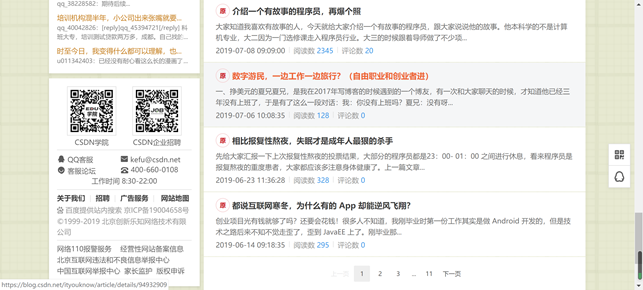 qq_38228582: 期待后续...
培训机构是半年，小公司出来张嘴就要...
qq_40042826: [reply]qq_45394721[/reply] 科班大专，培训测试贷款两万多，成都。自己找的...
时至今日，我变得什么都可以理解，也...
u011342403: 已经没有耐心看这么长的漫画了...
CSDN学院
CSDN企业招聘
QQ客服
kefu@csdn.net
客服论坛
400-660-0108
工作时间 8:30-22:00
关于我们 招聘 广告服务 网站地图
百度提供站内搜索 京ICP备19004658号
©1999-2019 北京创新乐知网络技术有限公司
网络110报警服务 经营性网站备案信息
北京互联网违法和不良信息举报中心
中国互联网举报中心 家长监护 版权申诉
https://blog.csdn.net/ityouknow/article/details/94932909
原 介绍一个有故事的程序员，再爆个照
大家知道我喜欢有故事的人，今天就给大家介绍一个有故事的程序员，跟大家说说他的故事。他本科学的不是计算机专业，大二因为一门选修课走入程序员行业。大三的时候跟着导师做了不少项...
2019-07-08 09:09:00 阅读数 2345 评论数 20
原 数字游民，一边工作一边旅行？（自由职业和创业者进）
一、挣美元的夏兄夏兄，是我在2017年写博客的时候遇到的一个博友，有一次和大家聊天的时候，才知道他已经三年没有上班了，于是有了这么一段对话：我：你没有上班吗？夏兄：没有呀...
2019-07-06 10:08:35 阅读数 128 评论数 0
原 相比报复性熬夜，失眠才是成年人最狠的杀手
先给大家汇报一下上次报复性熬夜的投票结果，大部分的程序员都是23：00- 01：00 之间进行休息，看来程序员是报复熬夜的重度患者，大家都应该多注意身体健康了。上一篇文章...
2019-06-23 11:36:28 阅读数 328 评论数 0
原 都说互联网寒冬，为什么有的 App 却能逆风飞翔？
创业项目光有钱就够了吗？还要会花钱！很多人不知道，我刚毕业时第一份工作其实是做 Android 开发的，但是技术之路后来不知不觉走歪了，歪到 JavaEE 上了。刚毕业那...
2019-06-14 09:18:35 阅读数 295 评论数 0
上一页 1 2 3 ... 11 下一页